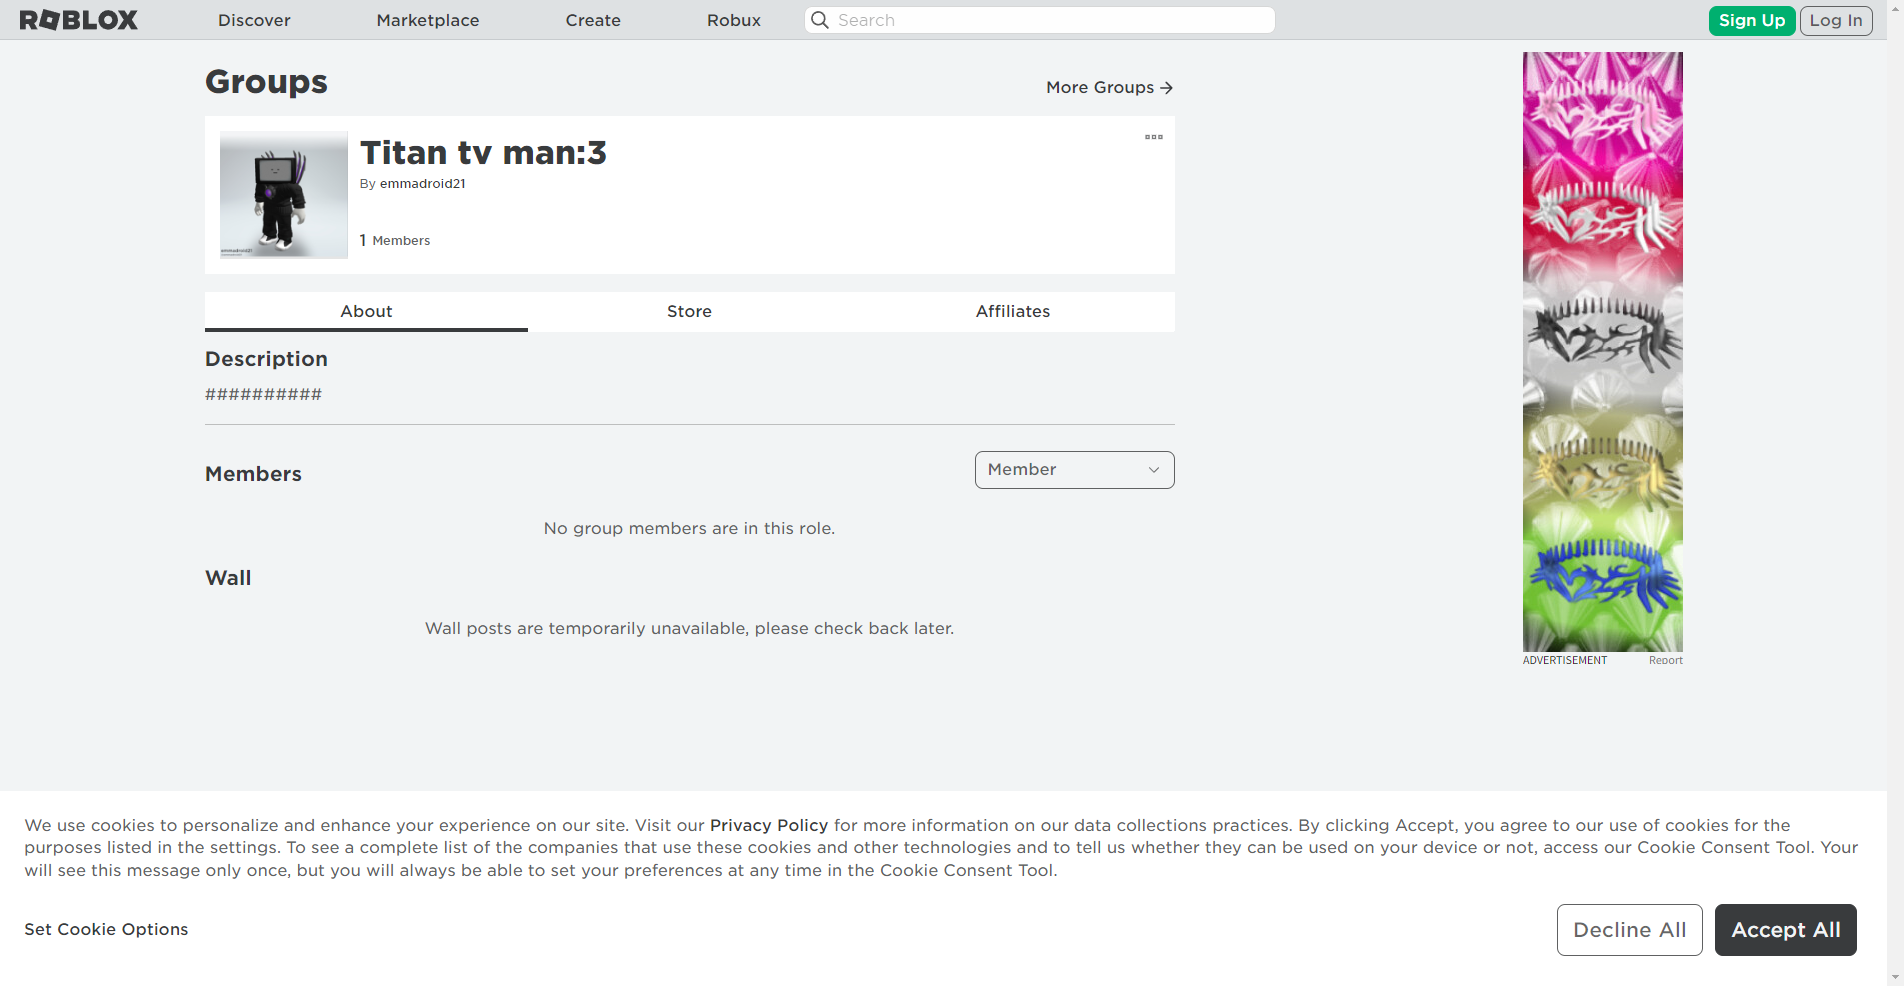 ROBLOX
Discover
Marketplace
Create
Robux
Search
Sign Up
Log In
Groups
More Groups
Titan tv man:3
By emmadroid21
1 Members
emmadroid21
About
Store
Affiliates
Description
##########
Members
Member
No group members are in this role.
Wall
Wall posts are temporarily unavailable, please check back later.
ADVERTISEMENT
Report
We use cookies to personalize and enhance your experience on our site. Visit our Privacy Policy for more information on our data collections practices. By clicking Accept, you agree to our use of cookies for the
purposes listed in the settings. To see a complete list of the companies that use these cookies and other technologies and to tell us whether they can be used on your device or not, access our Cookie Consent Tool. Your
will see this message only once, but you will always be able to set your preferences at any time in the Cookie Consent Tool.
Set Cookie Options
Decline All
Accept All